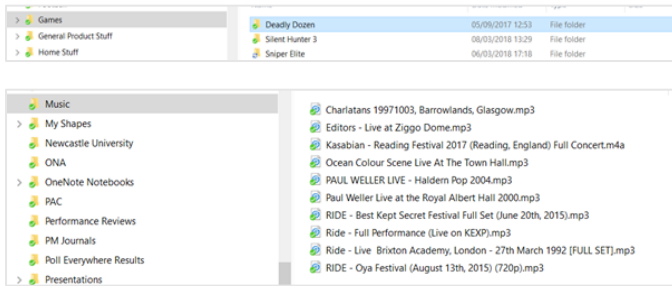 Games
General Product Stuff
Home Stuff
Deadly Dozen 05/09/2017 12:53 File folder
Silent Hunter 3 08/03/2018 13:29 File folder
Sniper Elite 06/03/2018 17:18 File folder
Music
My Shapes
Newcastle University
ONA
OneNote Notebooks
PAC
Performance Reviews
PM Journals
Poll Everywhere Results
Presentations
Charlatans 19971003, Barrowlands, Glasgow.mp3
Editors - Live at Ziggo Dome.mp3
Kasabian - Reading Festival 2017 (Reading, England) Full Concert.m4a
Ocean Colour Scene Live At The Town Hall.mp3
PAUL WELLER LIVE - Haldern Pop 2004.mp3
Paul Weller Live at the Royal Albert Hall 2000.mp3
RIDE - Best Kept Secret Festival Full Set (June 20th, 2015).mp3
Ride - Full Performance (Live on KEXP).mp3
Ride - Live Brixton Academy, London - 27th March 1992 [FULL SET].mp3
RIDE - Oya Festival (August 13th, 2015) (720p).mp3